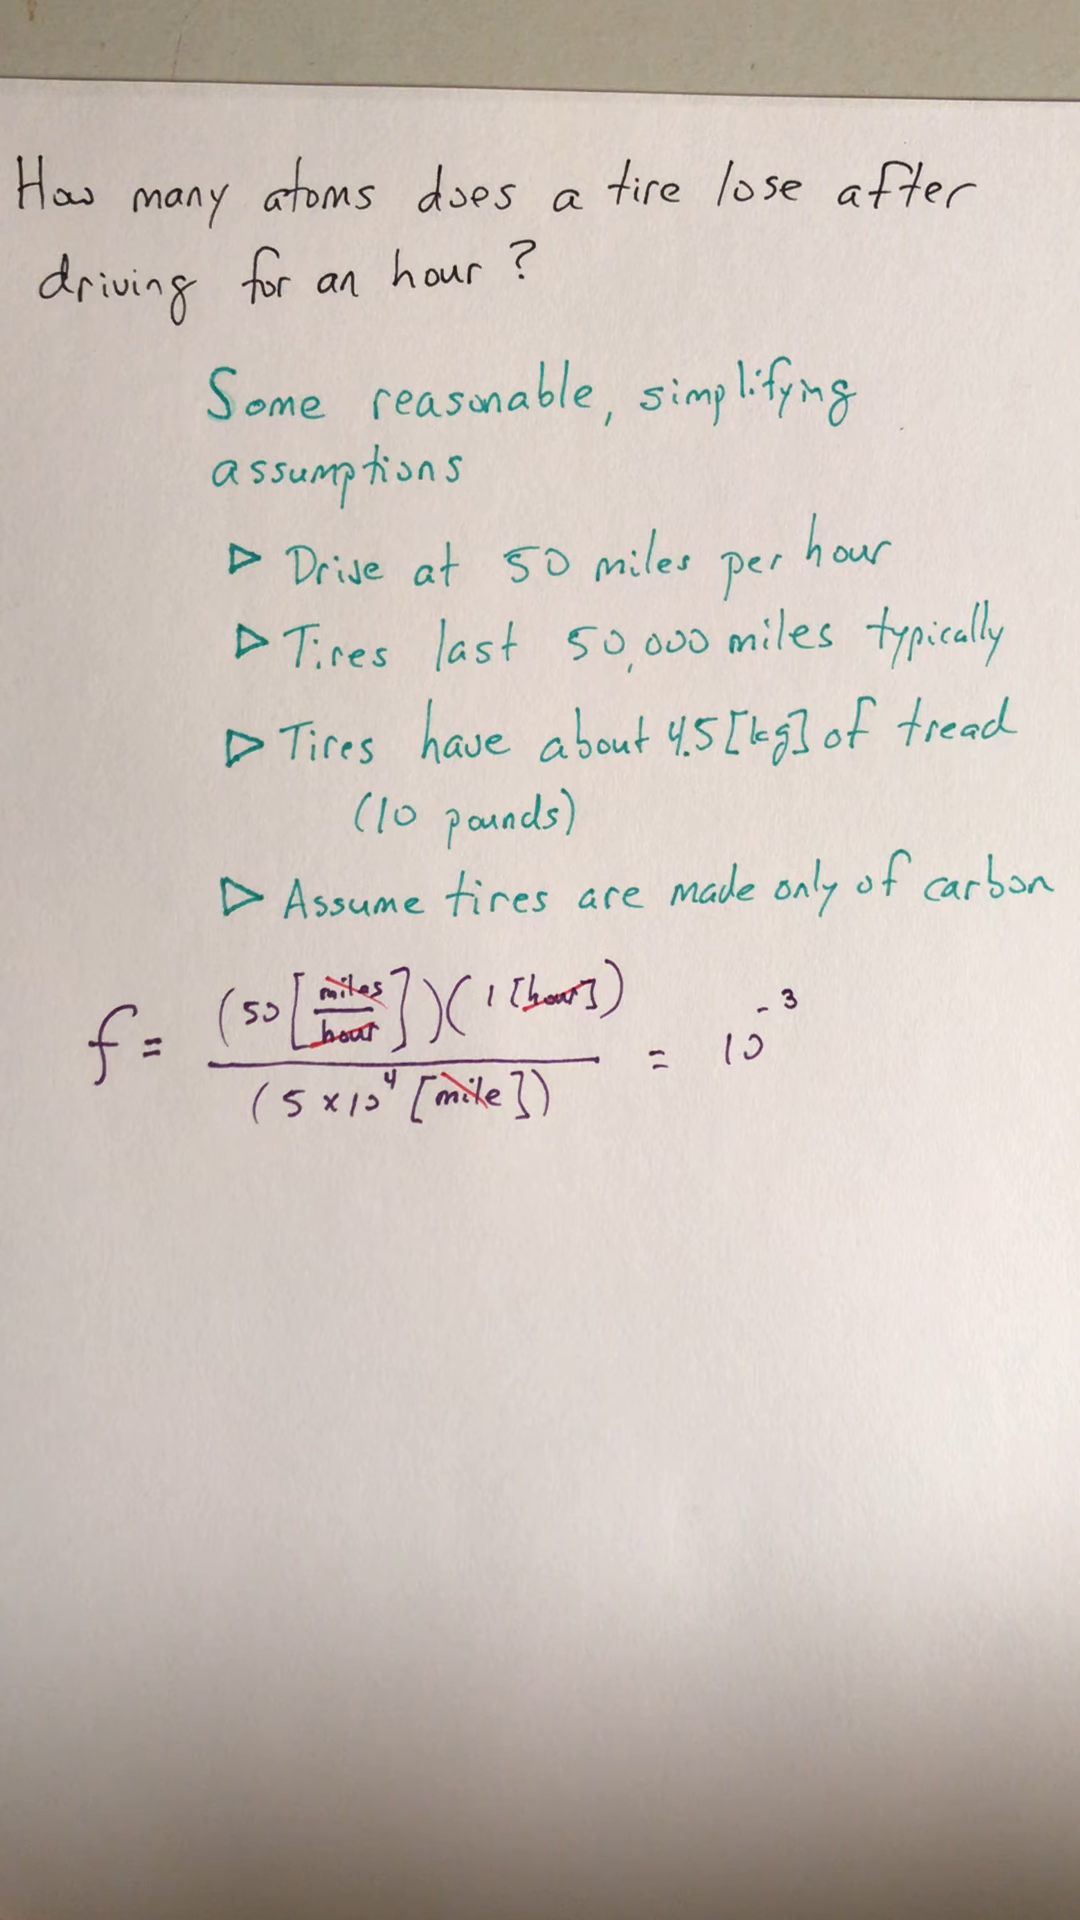 How many atoms does a tire lose after
driving for an hour?
Some reasonable, simplifying
assumptions
▷ Drive at 50 miles per hour
▷ Tires last 50,000 miles typically
▷ Tires have about 4.5 [kg] of tread
(10 pounds)
▷ Assume tires are made only of carbon
f = (50 [miles/hour])(1 [hour]) / (5 × 10⁴ [mile]) = 10⁻³